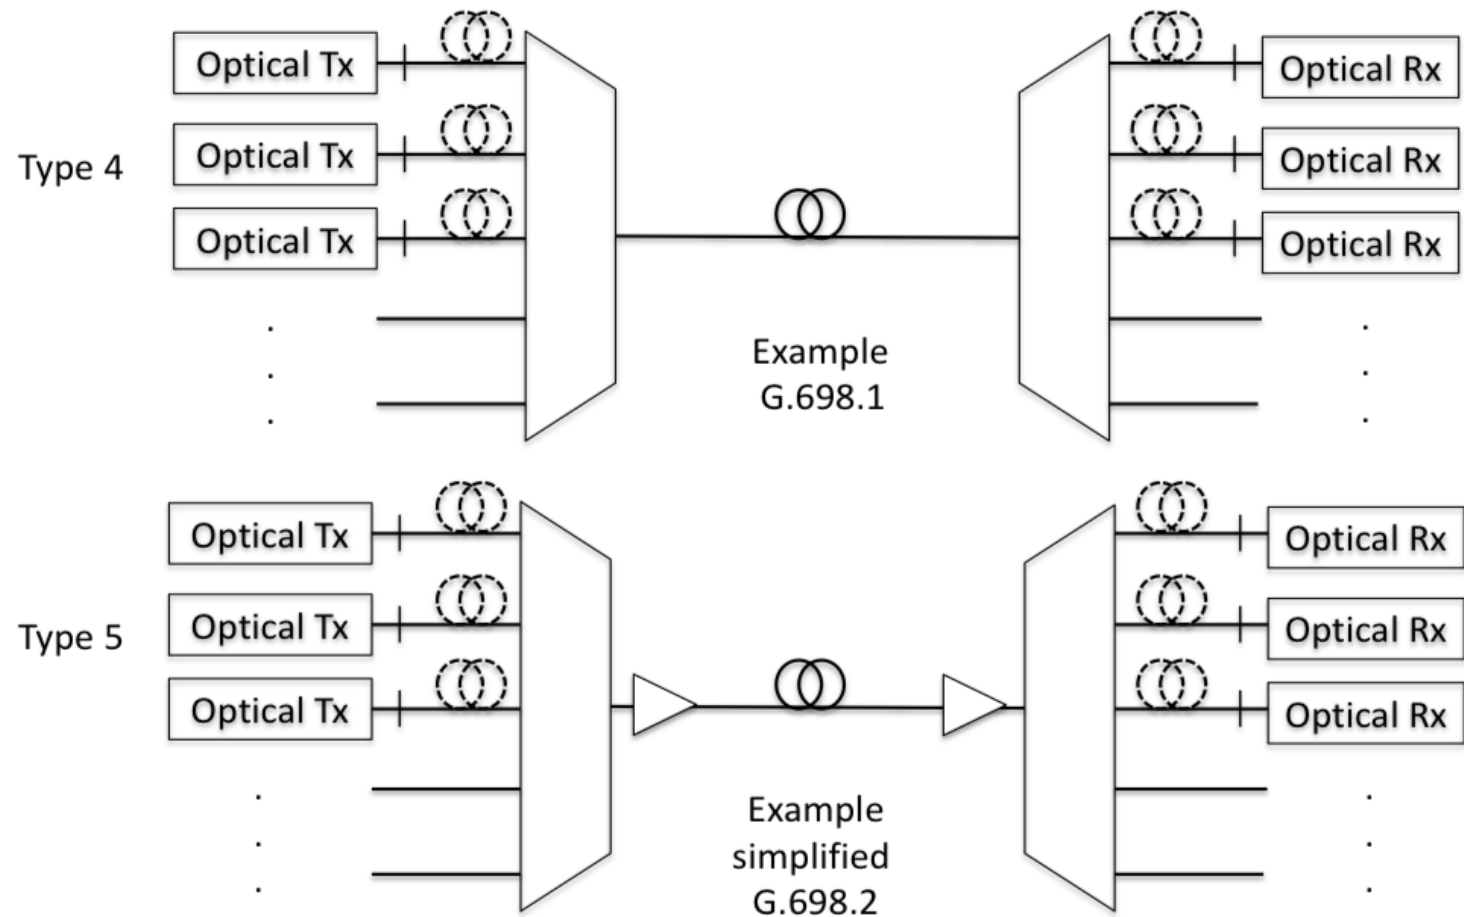 Optical Tx
Optical Rx
Optical Tx
Optical Rx
Type 4
Optical Tx
Optical Rx
.
.
.
.
.
.
Example
G.698.1
Optical Tx
Optical Rx
Optical Tx
Optical Rx
Type 5
Optical Tx
Optical Rx
.
.
.
.
.
.
Example
simplified
G.698.2